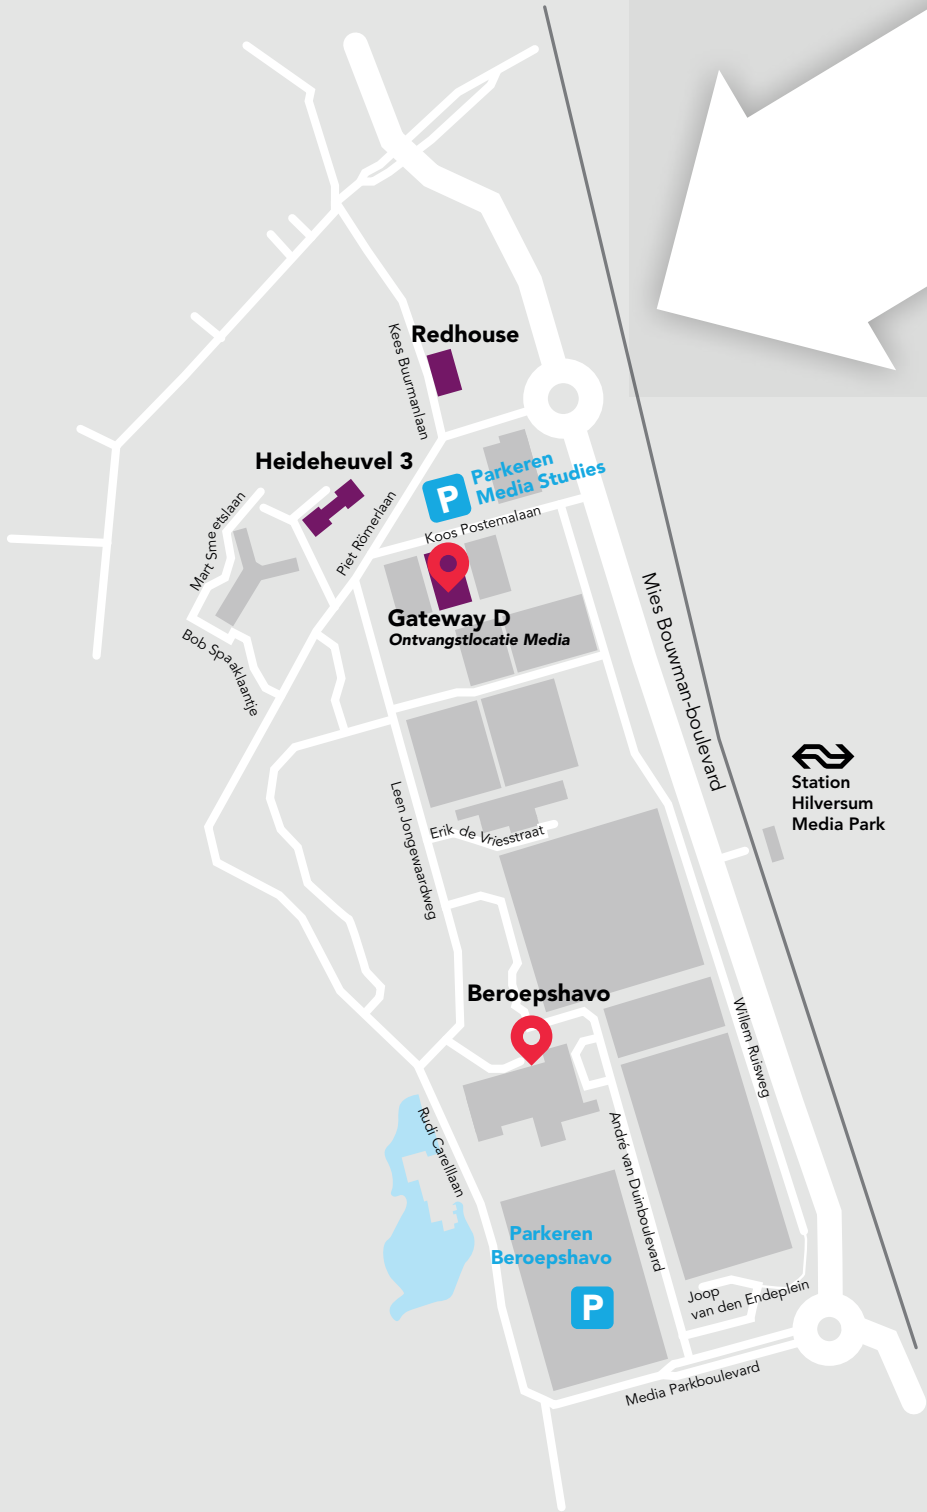 Redhouse
Kees Buurmanlaan
Heideheuvel 3
P
Parkeren
Media Studies
Mart Smeetslaan
Piet Römerlaan
Koos Postemalaan
Gateway D
Ontvangstlocatie Media
Bob Spaaklaantje
Mies Bouwman-boulevard
Station
Hilversum
Media Park
Leen Jongewaardweg
Erik de Vriesstraat
Beroepshavo
Willem Ruisweg
Rudi Carelllaan
André van Duinboulevard
Parkeren
Beroepshavo
P
Joop
van den Endeplein
Media Parkboulevard